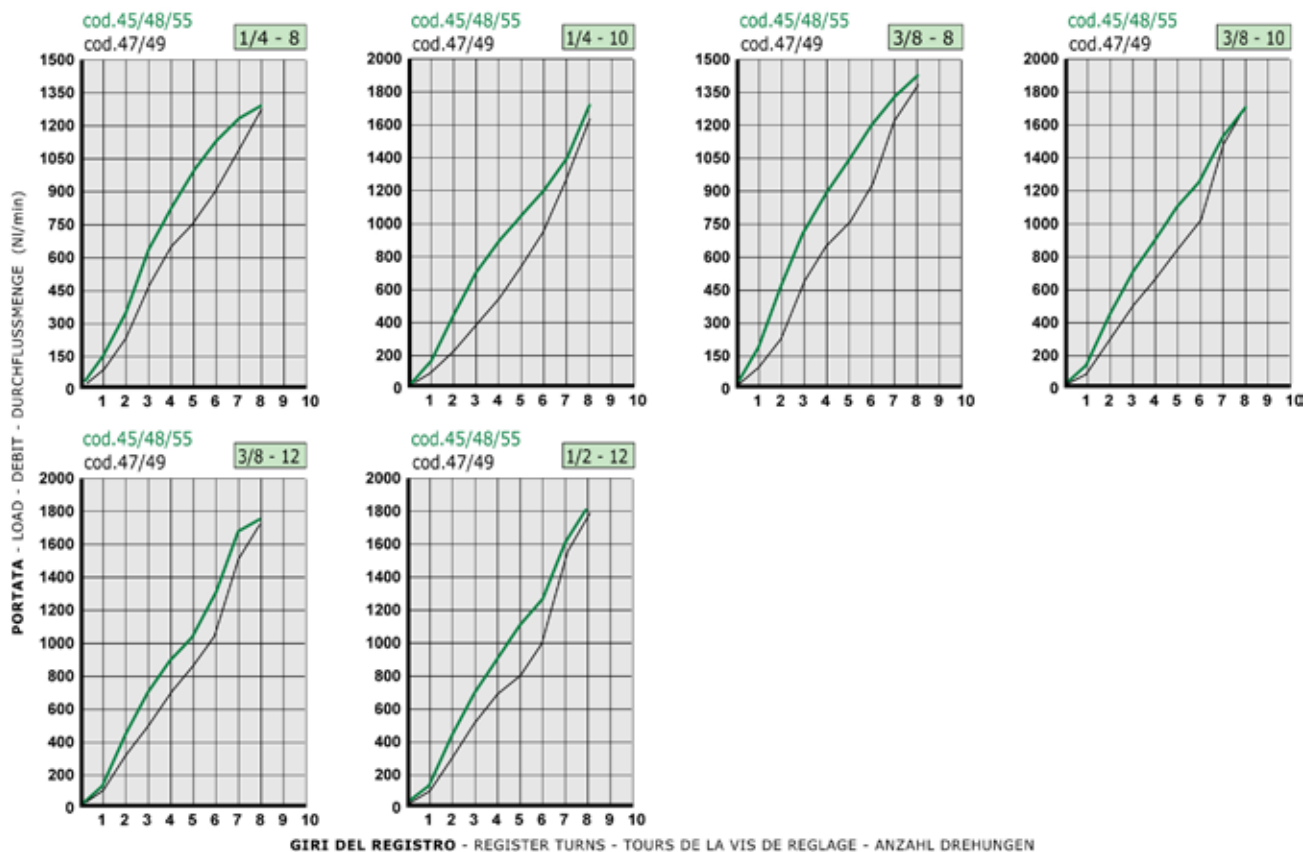 cod.45/48/55
cod.47/49
1/4 - 8
1500
1350
1200
1050
900
750
600
450
300
150
0
1 2 3 4 5 6 7 8 10
cod.45/48/55
cod.47/49
1/4 - 10
2000
1800
1600
1400
1200
1000
800
600
400
200
0
1 2 3 4 5 6 7 8 10
cod.45/48/55
cod.47/49
3/8 - 8
1500
1350
1200
1050
900
750
600
450
300
150
0
1 2 3 4 5 6 7 8 10
cod.45/48/55
cod.47/49
3/8 - 10
2000
1800
1600
1400
1200
1000
800
600
400
200
0
1 2 3 4 5 6 7 8 10
PORTATA - LOAD - DEBIT - DURCHFLUSSMENGE (Nl/min)
cod.45/48/55
cod.47/49
3/8 - 12
2000
1800
1600
1400
1200
1000
800
600
400
200
0
1 2 3 4 5 6 7 8 10
cod.45/48/55
cod.47/49
1/2 - 12
2000
1800
1600
1400
1200
1000
800
600
400
200
0
1 2 3 4 5 6 7 8 10
GIRI DEL REGISTRO - REGISTER TURNS - TOURS DE LA VIS DE REGLAGE - ANZAHL DREHUNGEN